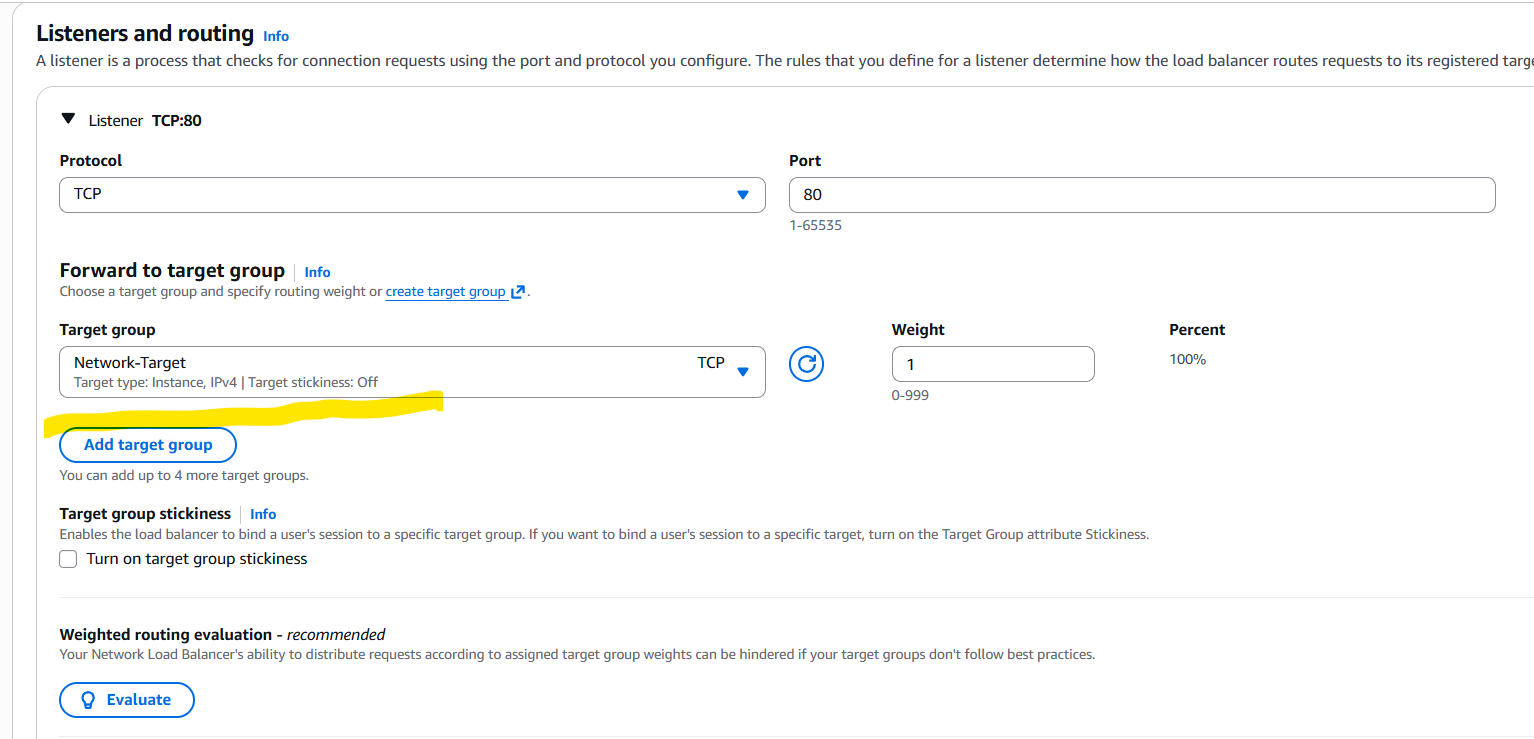 Listeners and routing Info
A listener is a process that checks for connection requests using the port and protocol you configure. The rules that you define for a listener determine how the load balancer routes requests to its registered
Listener TCP:80
Protocol Port
TCP 80
1-65535
Forward to target group Info
Choose a target group and specify routing weight or create target group .
Target group Weight Percent
Network-Target TCP 1 100%
Target type: Instance, IPv4 | Target stickiness: Off
0-999
Add target group
You can add up to 4 more target groups.
Target group stickiness Info
Enables the load balancer to bind a user's session to a specific target group. If you want to bind a user's session to a specific target, turn on the Target Group attribute Stickiness.
Turn on target group stickiness
Weighted routing evaluation - recommended
Your Network Load Balancer's ability to distribute requests according to assigned target group weights can be hindered if your target groups don't follow best practices.
Evaluate